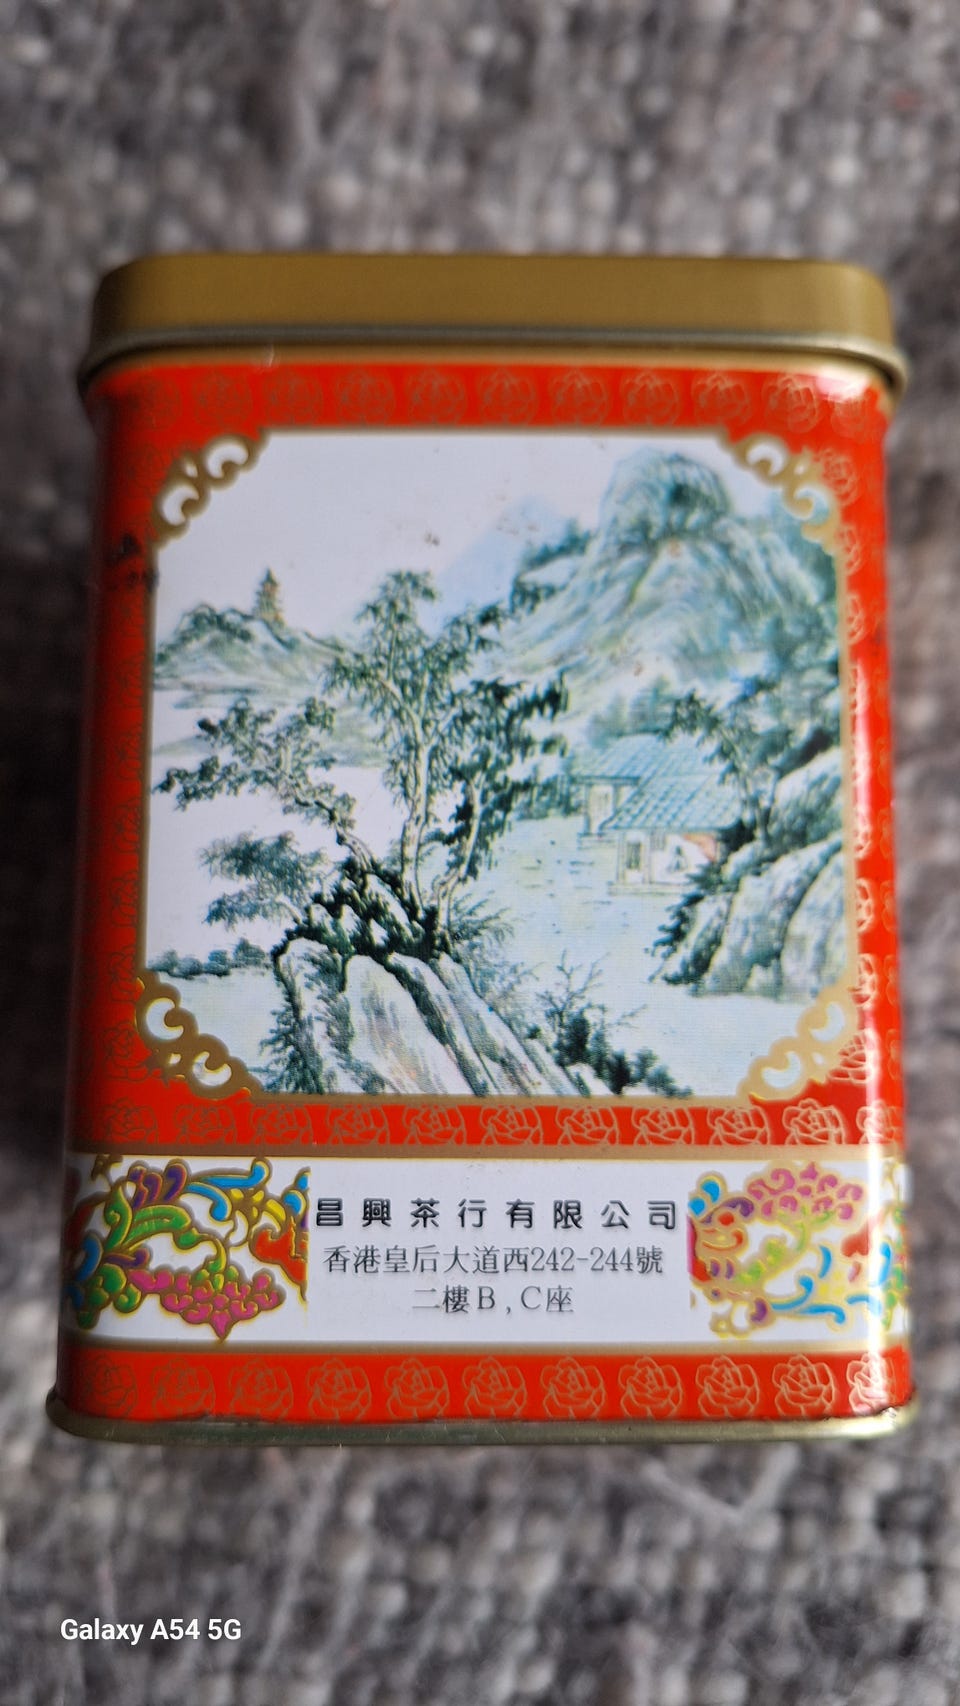 昌興茶行有限公司
香港皇后大道西242-244號
二樓B,C座
Galaxy A54 5G